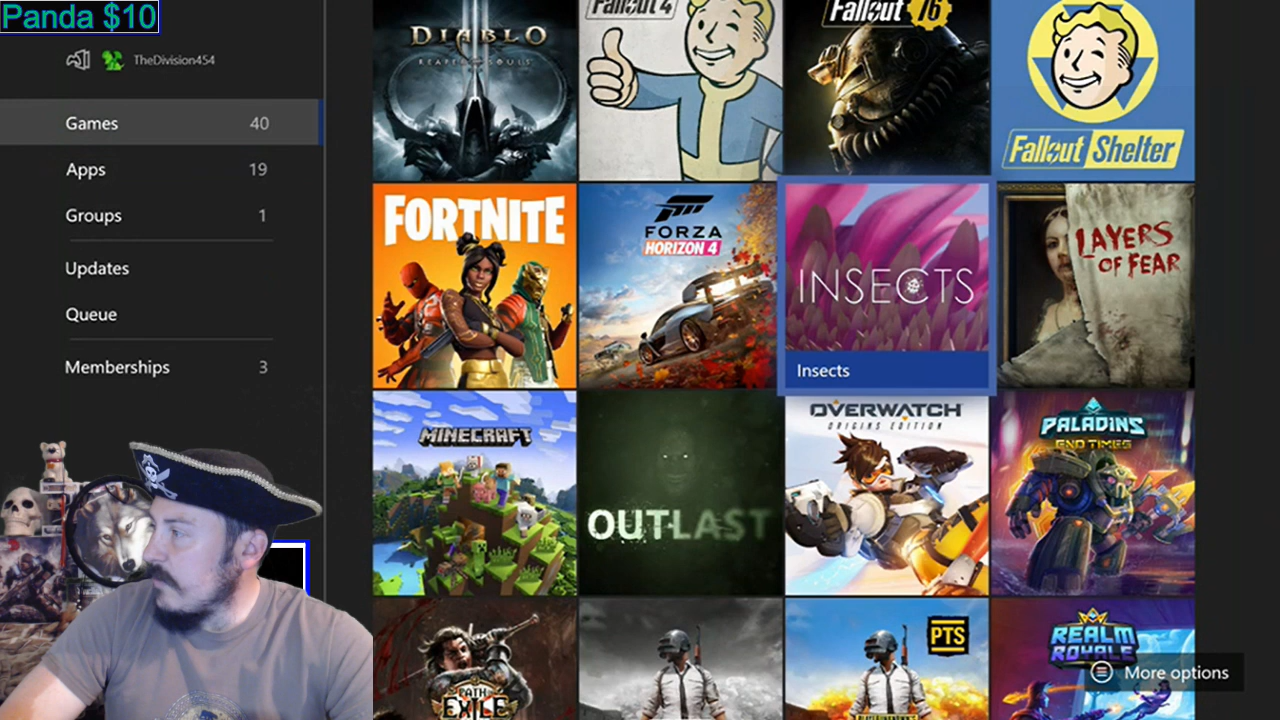 Panda $10
TheDivision454
Games 40
Apps 19
Groups 1
Updates
Queue
Memberships 3
DIABLO
REAPER OF SOULS
Fallout 4
Fallout 76
Fallout Shelter
FORTNITE
FORZA
HORIZON 4
INSECTS
Insects
LAYERS
OF FEAR
MINECRAFT
OUTLAST
OVERWATCH
ORIGINS EDITION
PALADINS
END TIMES
PATH
EXILE
PTS
REALM
ROYALE
More options